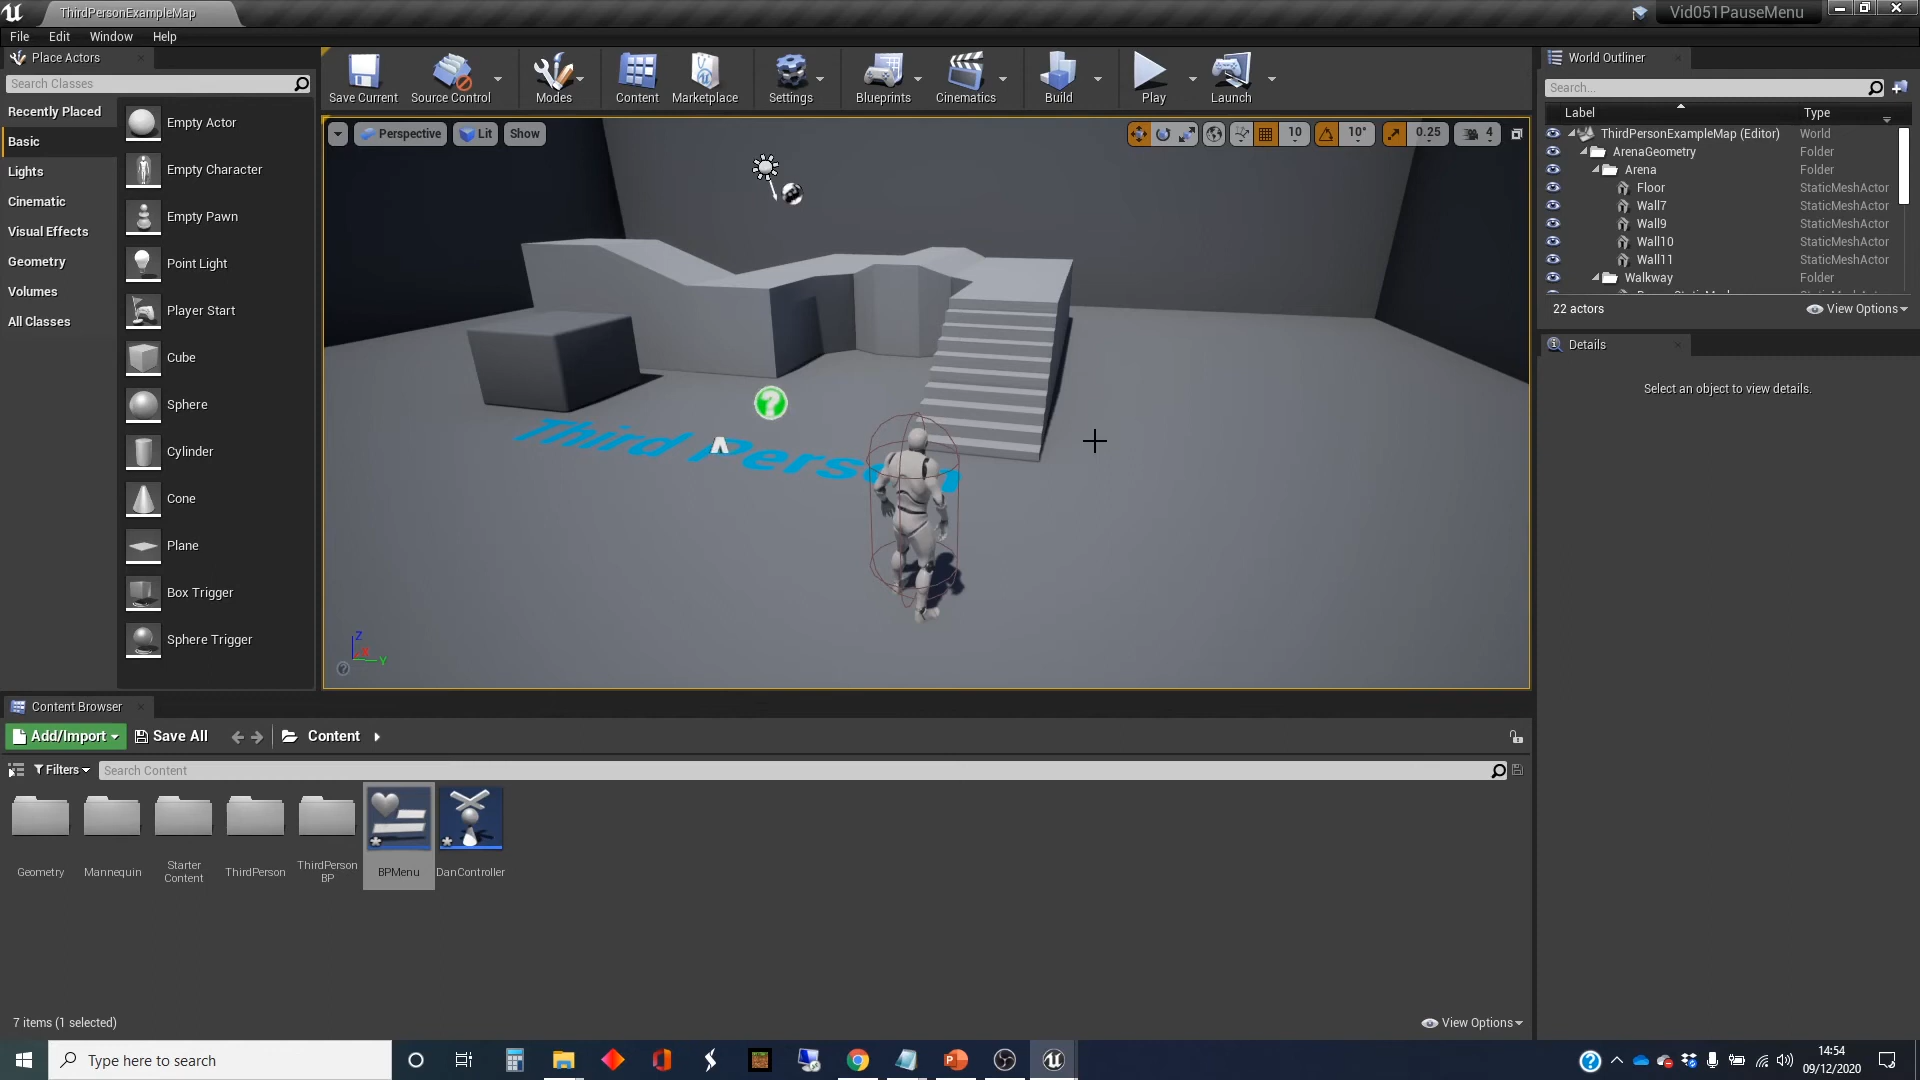 ThirdPersonExampleMap
Vid051PauseMenu
File Edit Window Help
Place Actors
Search Classes
Recently Placed
Basic
Lights
Cinematic
Visual Effects
Geometry
Volumes
All Classes
Empty Actor
Empty Character
Empty Pawn
Point Light
Player Start
Cube
Sphere
Cylinder
Cone
Plane
Box Trigger
Sphere Trigger
Save Current Source Control Modes Content Marketplace Settings Blueprints Cinematics Build Play Launch
Perspective Lit Show
10 10° 0.25 4
Third Person
Z
X
Y
World Outliner
Search...
Label Type
ThirdPersonExampleMap (Editor) World
ArenaGeometry Folder
Arena Folder
Floor StaticMeshActor
Wall7 StaticMeshActor
Wall9 StaticMeshActor
Wall10 StaticMeshActor
Wall11 StaticMeshActor
Walkway Folder
22 actors View Options
Details
Select an object to view details.
Content Browser
Add/Import Save All Content
Filters Search Content
Geometry
Mannequin
Starter
Content
ThirdPerson
ThirdPerson
BP
BPMenu
DanController
7 items (1 selected) View Options
Type here to search
14:54
09/12/2020